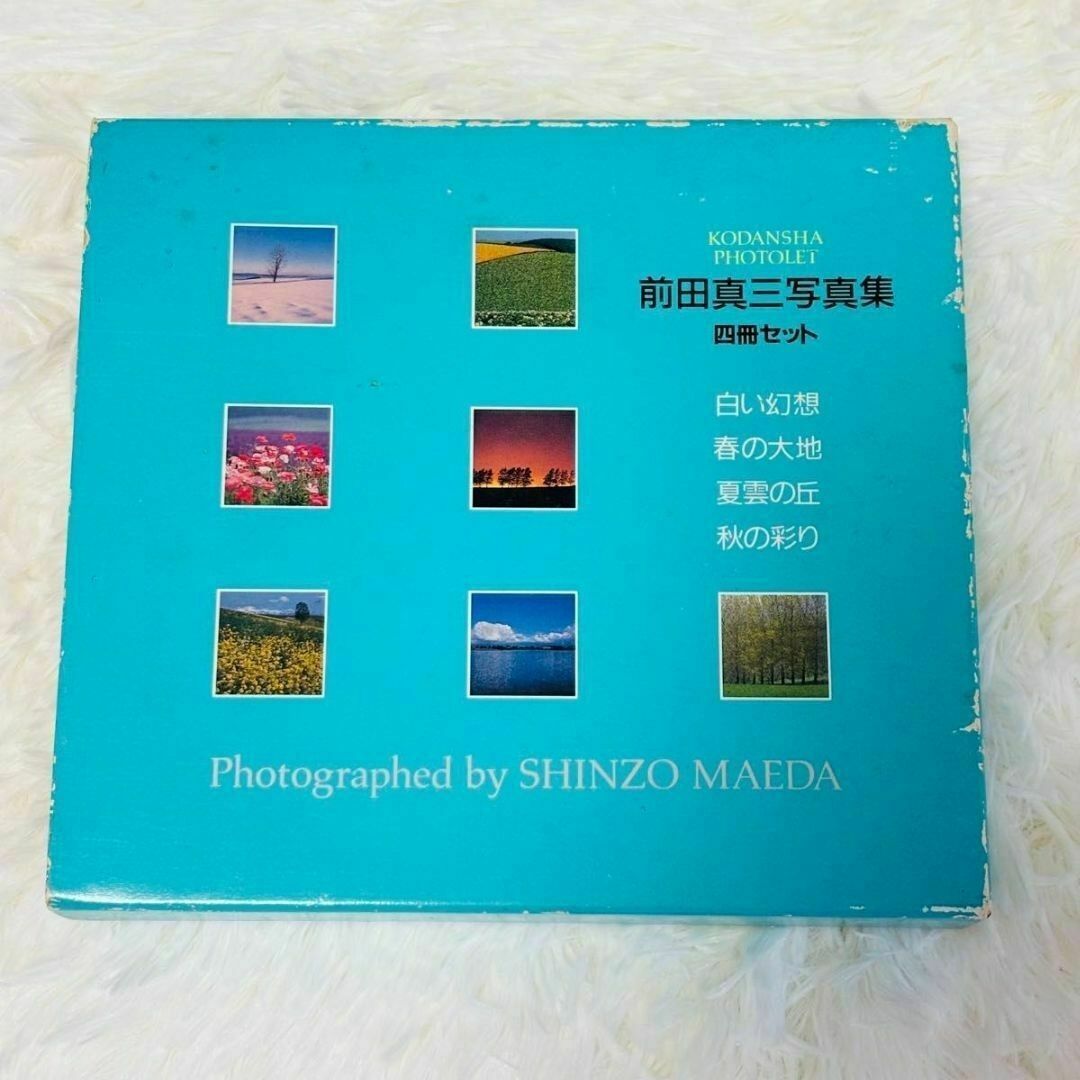 KODANSHA
PHOTOLET
前田真三写真集
四冊セット
白い幻想
春の大地
夏雲の丘
秋の彩り
Photographed by SHINZO MAEDA